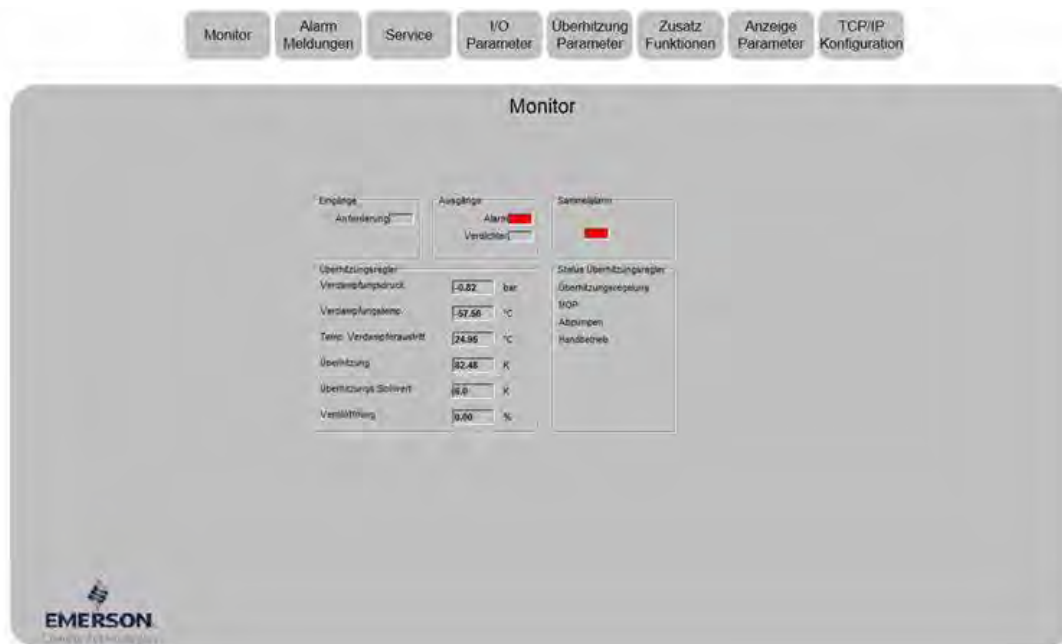 Monitor
Alarm
Meldungen
Service
I/O
Parameter
Überhitzung
Parameter
Zusatz
Funktionen
Anzeige
Parameter
TCP/IP
Konfiguration
Monitor
Eingänge
Anforderung
Ausgänge
Alarm
Verdichter
Sammelalarm
Überhitzungsregler
Verdampfungsdruck -0.82 bar
Verdampfungstemp. -57.56 °C
Temp. Verdampferaustritt 24.95 °C
Überhitzung 82.48 K
Überhitzungs Sollwert 6.0 K
Ventilöffnung 0.00 %
Status Überhitzungsregler
Überhitzungsregelung
MOP
Abpumpen
Handbetrieb
EMERSON